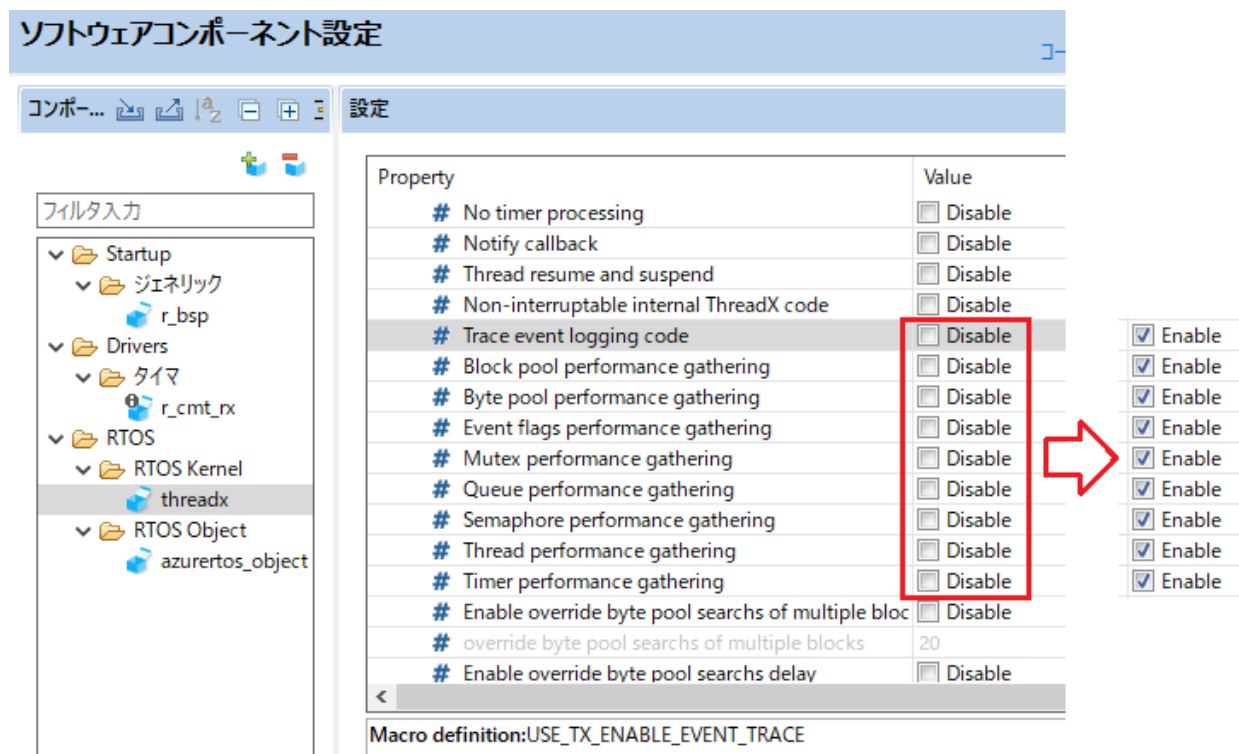 ソフトウェアコンポーネント設定
コー
コンポー...
設定
フィルタ入力
Startup
ジェネリック
r_bsp
Drivers
タイマ
r_cmt_rx
RTOS
RTOS Kernel
threadx
RTOS Object
azurertos_object
Property Value
# No timer processing Disable
# Notify callback Disable
# Thread resume and suspend Disable
# Non-interruptable internal ThreadX code Disable
# Trace event logging code Disable Enable
# Block pool performance gathering Disable Enable
# Byte pool performance gathering Disable Enable
# Event flags performance gathering Disable Enable
# Mutex performance gathering Disable Enable
# Queue performance gathering Disable Enable
# Semaphore performance gathering Disable Enable
# Thread performance gathering Disable Enable
# Timer performance gathering Disable Enable
# Enable override byte pool searchs of multiple bloc Disable
# override byte pool searchs of multiple blocks 20
# Enable override byte pool searchs delay Disable
Macro definition:USE_TX_ENABLE_EVENT_TRACE